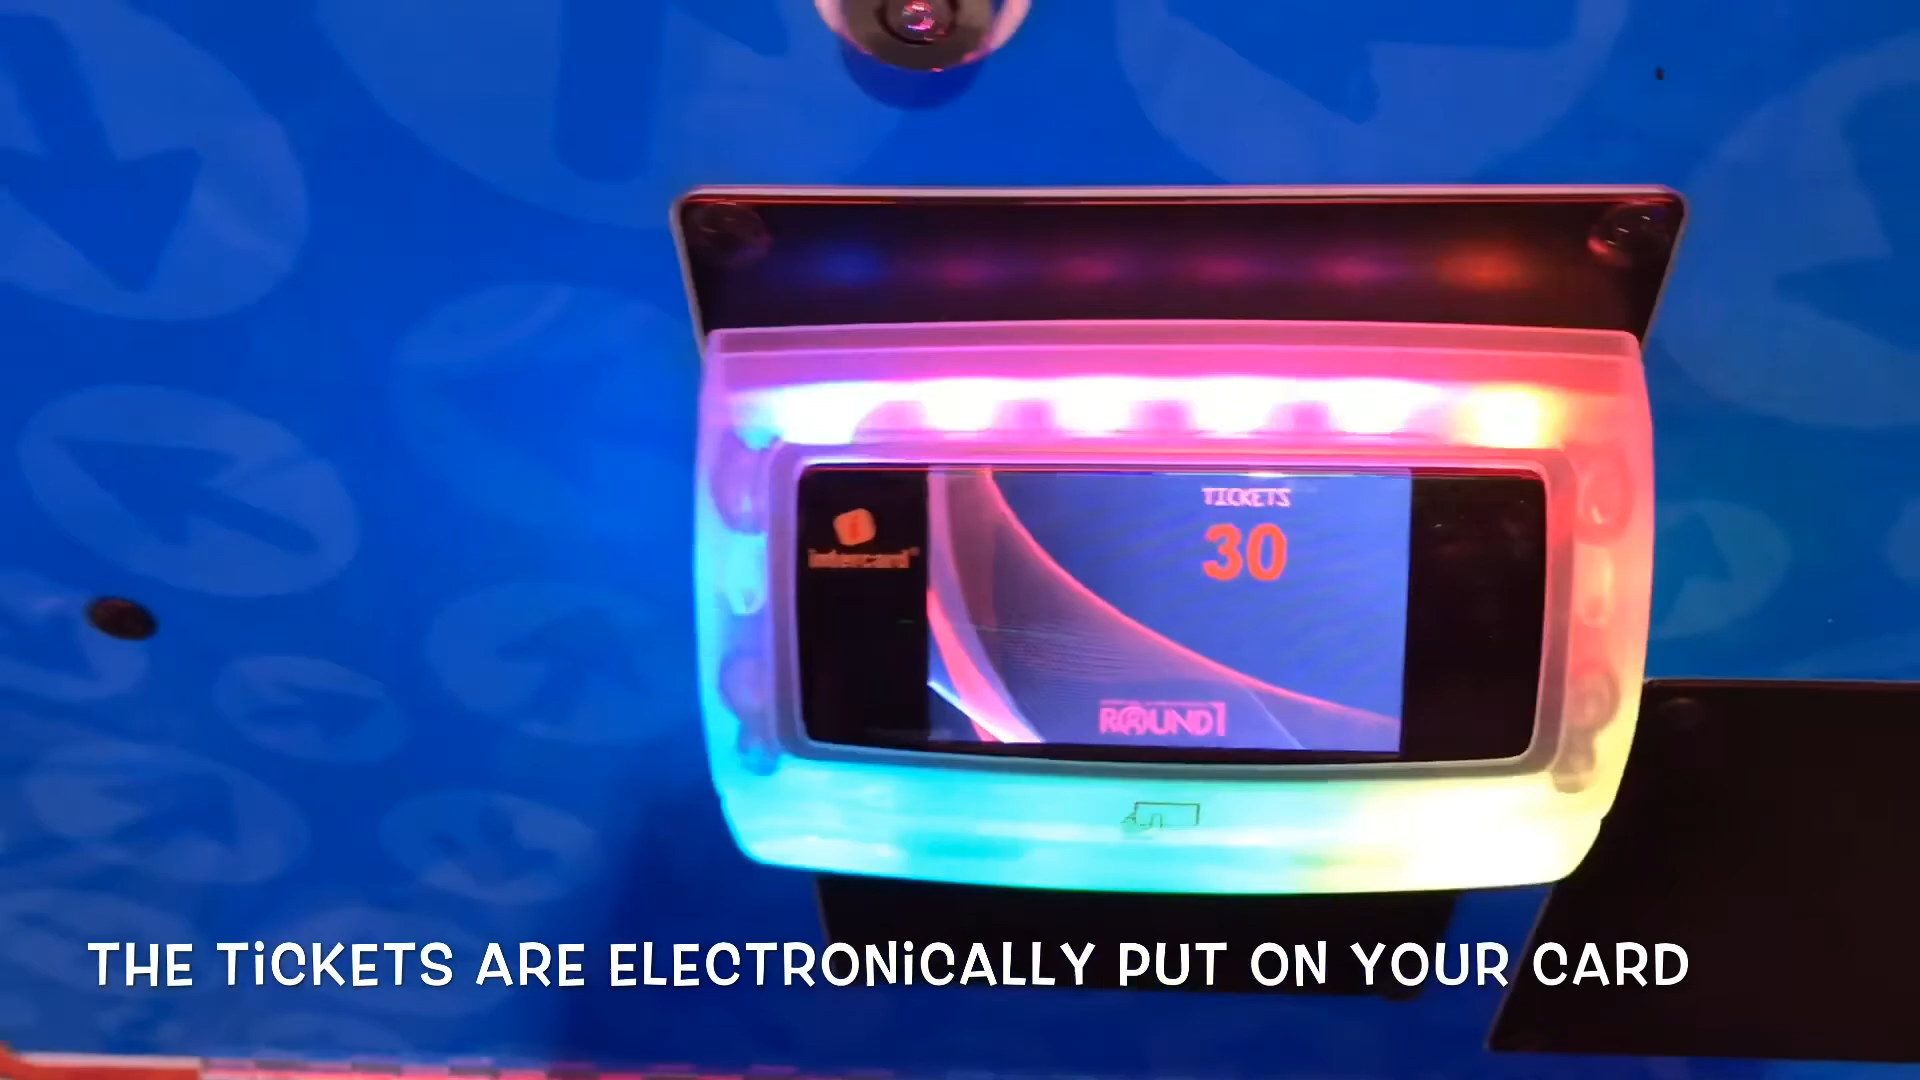 TICKETS
30
intercard
ROUND1
THE TiCKETS ARE ELECTRONiCALLY PUT ON YOUR CARD